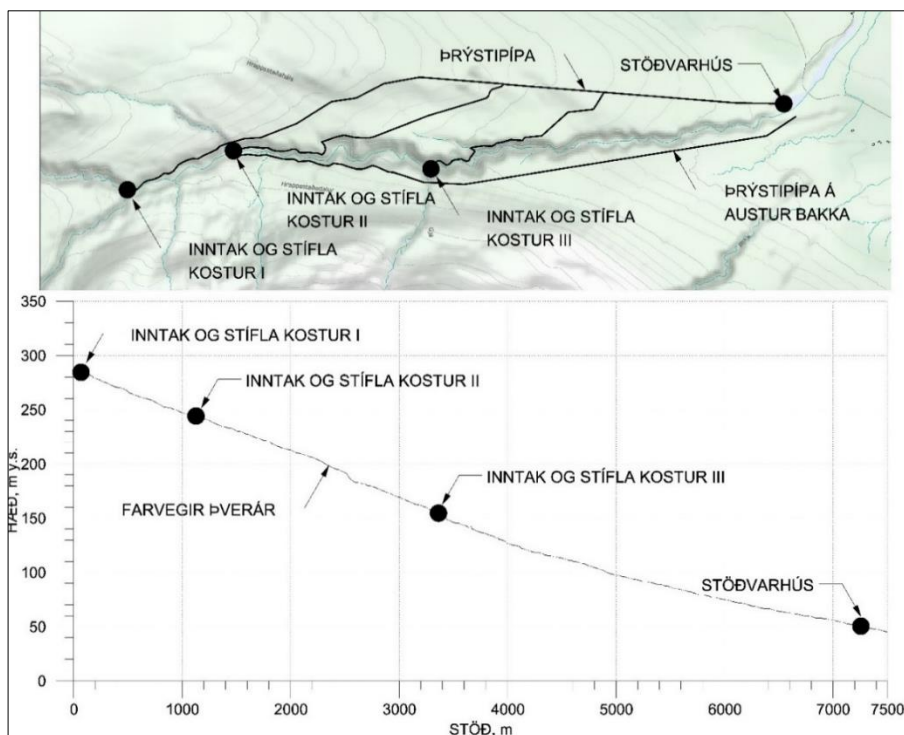 ÞRÝSTIPÍPA
STÖÐVARHÚS
INNTAK OG STÍFLA
KOSTUR II
INNTAK OG STÍFLA
KOSTUR III
ÞRÝSTIPÍPA Á
AUSTUR BAKKA
INNTAK OG STÍFLA
KOSTUR I
350
300
250
200
150
100
50
0
HÆÐ, m y.s.
INNTAK OG STÍFLA KOSTUR I
INNTAK OG STÍFLA KOSTUR II
INNTAK OG STÍFLA KOSTUR III
FARVEGIR ÞVERÁR
STÖÐVARHÚS
0 1000 2000 3000 4000 5000 6000 7000 7500
STÖÐ, m